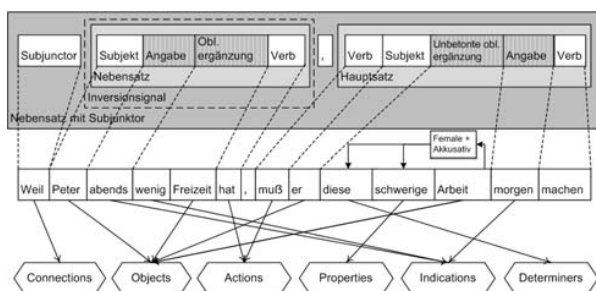 Subjunctor
Subjekt
Angabe
Obl.
ergänzung
Verb
,
Verb
Subjekt
Unbetonte obl.
ergänzung
Angabe
Verb
Nebensatz
Hauptsatz
Inversionsignal
Nebensatz mit Subjunktor
Female +
Akkusativ
Weil Peter abends wenig Freizeit hat , muß er diese schwerige Arbeit morgen machen
Connections Objects Actions Properties Indications Determiners